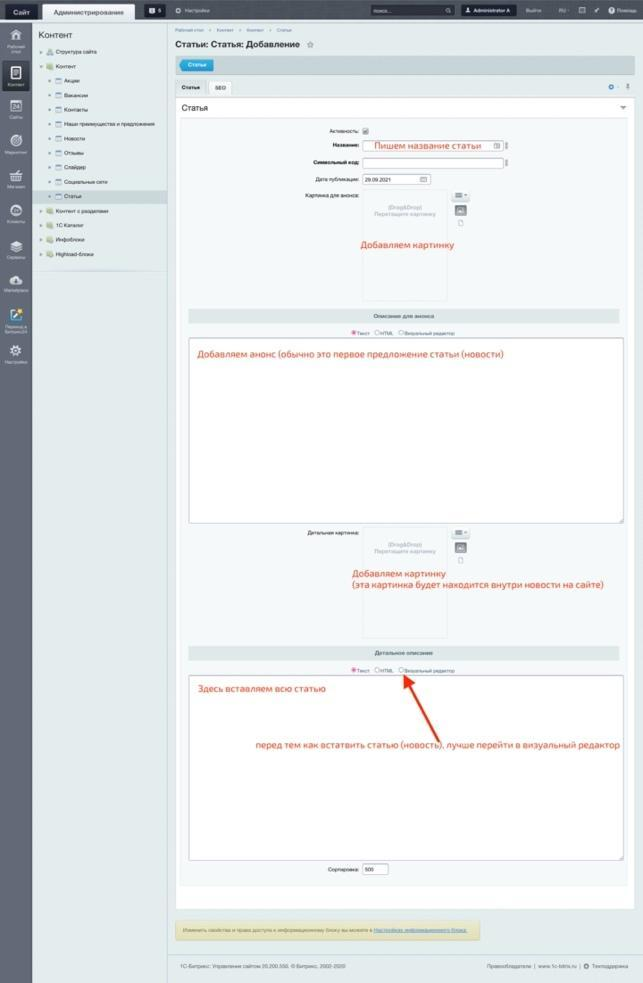 Сайт
Администрирование
5
Настройки
поиск...
Administrator A
Выйти
RU
Помощь
Рабочий стол
Контент
24
Сайты
Маркетинг
Магазин
Клиенты
Сервисы
Marketplace
Переход в Битрикс24
Настройки
Контент
Структура сайта
Контент
Акции
Вакансии
Контакты
Наши преимущества и предложения
Новости
Отзывы
Слайдер
Социальные сети
Статьи
Контент с разделами
1С Каталог
Инфоблоки
Highload-блоки
Рабочий стол Контент Контент Статьи
Статьи: Статья: Добавление
Статьи
Статья SEO
Статья
Активность:
Название: Пишем название статьи
Символьный код:
Дата публикации: 29.09.2021
Картинка для анонса:
(Drag&Drop)
Перетащите картинку
Добавляем картинку
Описание для анонса
Текст HTML Визуальный редактор
Добавляем анонс (обычно это первое предложение статьи (новости)
Детальная картинка:
(Drag&Drop)
Перетащите картинку
Добавляем картинку
(эта картинка будет находится внутри новости на сайте)
Детальное описание
Текст HTML Визуальный редактор
Здесь вставляем всю статью
перед тем как встатвить статью (новость), лучше перейти в визуальный редактор
Сортировка: 500
Изменить свойства и права доступа к информационному блоку вы можете в Настройках информационного блока.
1С-Битрикс: Управление сайтом 20.200.550. © Битрикс, 2002-2020
Правообладатели | www.1c-bitrix.ru | Техподдержка